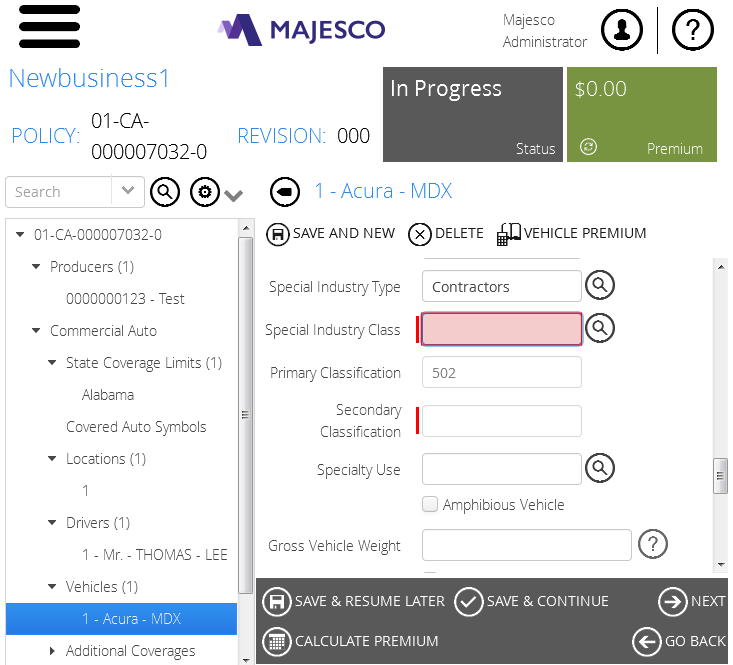 MAJESCO
Majesco
Administrator
?
Newbusiness1
POLICY: 01-CA-
000007032-0
REVISION: 000
In Progress
Status
$0.00
Premium
Search
1 - Acura - MDX
01-CA-000007032-0
Producers (1)
0000000123 - Test
Commercial Auto
State Coverage Limits (1)
Alabama
Covered Auto Symbols
Locations (1)
1
Drivers (1)
1 - Mr. - THOMAS - LEE
Vehicles (1)
1 - Acura - MDX
Additional Coverages
SAVE AND NEW DELETE VEHICLE PREMIUM
Special Industry Type Contractors
Special Industry Class
Primary Classification 502
Secondary
Classification
Specialty Use
Amphibious Vehicle
Gross Vehicle Weight ?
SAVE & RESUME LATER SAVE & CONTINUE NEXT
CALCULATE PREMIUM GO BACK